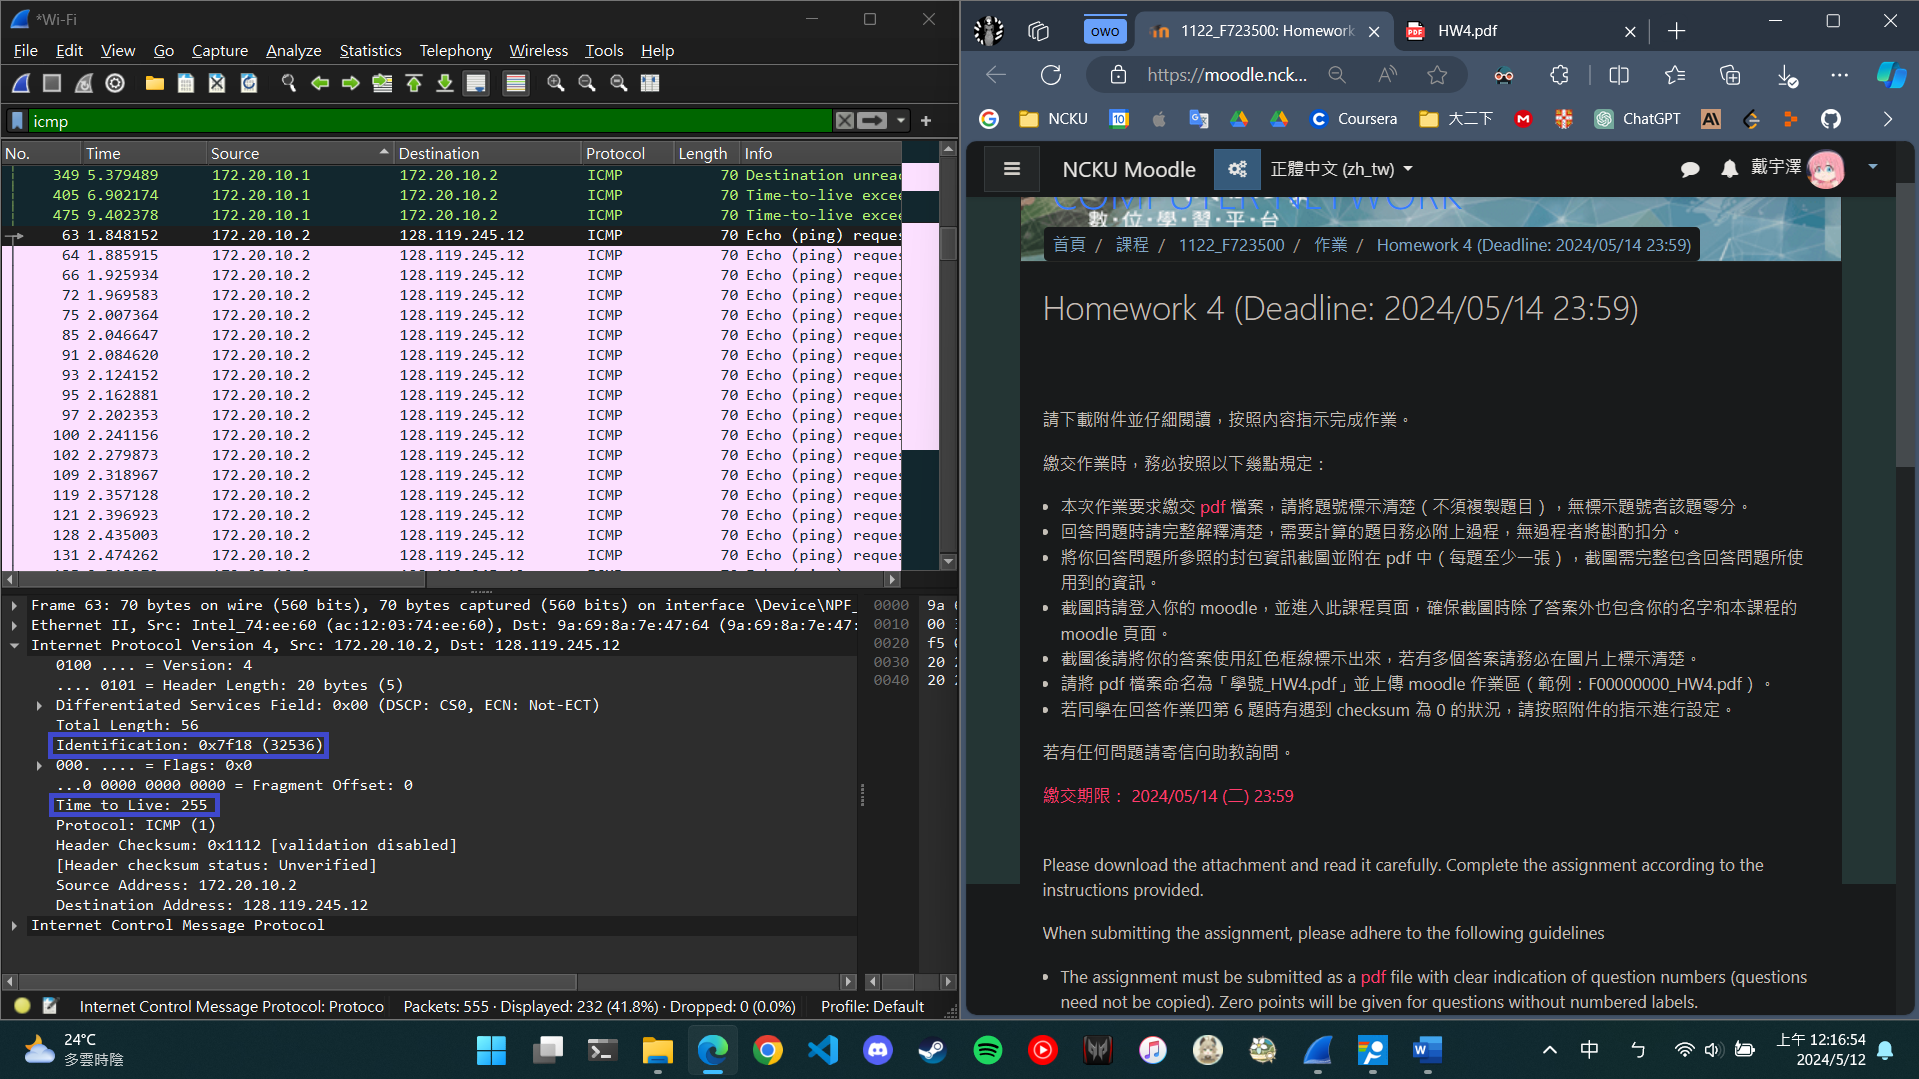 *Wi-Fi
File Edit View Go Capture Analyze Statistics Telephony Wireless Tools Help
icmp
No. Time Source Destination Protocol Length Info
349 5.379489 172.20.10.1 172.20.10.2 ICMP 70 Destination unrea
405 6.902174 172.20.10.1 172.20.10.2 ICMP 70 Time-to-live exce
475 9.402378 172.20.10.1 172.20.10.2 ICMP 70 Time-to-live exce
63 1.848152 172.20.10.2 128.119.245.12 ICMP 70 Echo (ping) reque
64 1.885915 172.20.10.2 128.119.245.12 ICMP 70 Echo (ping) reque
66 1.925934 172.20.10.2 128.119.245.12 ICMP 70 Echo (ping) reque
72 1.969583 172.20.10.2 128.119.245.12 ICMP 70 Echo (ping) reque
75 2.007364 172.20.10.2 128.119.245.12 ICMP 70 Echo (ping) reque
85 2.046647 172.20.10.2 128.119.245.12 ICMP 70 Echo (ping) reque
91 2.084620 172.20.10.2 128.119.245.12 ICMP 70 Echo (ping) reque
93 2.124152 172.20.10.2 128.119.245.12 ICMP 70 Echo (ping) reque
95 2.162881 172.20.10.2 128.119.245.12 ICMP 70 Echo (ping) reque
97 2.202353 172.20.10.2 128.119.245.12 ICMP 70 Echo (ping) reque
100 2.241156 172.20.10.2 128.119.245.12 ICMP 70 Echo (ping) reque
102 2.279873 172.20.10.2 128.119.245.12 ICMP 70 Echo (ping) reque
109 2.318967 172.20.10.2 128.119.245.12 ICMP 70 Echo (ping) reque
119 2.357128 172.20.10.2 128.119.245.12 ICMP 70 Echo (ping) reque
121 2.396923 172.20.10.2 128.119.245.12 ICMP 70 Echo (ping) reque
128 2.435003 172.20.10.2 128.119.245.12 ICMP 70 Echo (ping) reque
131 2.474262 172.20.10.2 128.119.245.12 ICMP 70 Echo (ping) reque
Frame 63: 70 bytes on wire (560 bits), 70 bytes captured (560 bits) on interface \Device\NPF_
Ethernet II, Src: Intel_74:ee:60 (ac:12:03:74:ee:60), Dst: 9a:69:8a:7e:47:64 (9a:69:8a:7e:47:
Internet Protocol Version 4, Src: 172.20.10.2, Dst: 128.119.245.12
0100 .... = Version: 4
.... 0101 = Header Length: 20 bytes (5)
Differentiated Services Field: 0x00 (DSCP: CS0, ECN: Not-ECT)
Total Length: 56
Identification: 0x7f18 (32536)
000. .... = Flags: 0x0
...0 0000 0000 0000 = Fragment Offset: 0
Time to Live: 255
Protocol: ICMP (1)
Header Checksum: 0x1112 [validation disabled]
[Header checksum status: Unverified]
Source Address: 172.20.10.2
Destination Address: 128.119.245.12
Internet Control Message Protocol
0000 9a
0010 00
0020 f5
0030 20
0040 20
Internet Control Message Protocol: Protoco Packets: 555 · Displayed: 232 (41.8%) · Dropped: 0 (0.0%) Profile: Default
owo 1122_F723500: Homework HW4.pdf
https://moodle.nck...
NCKU Coursera 大二下 ChatGPT
NCKU Moodle 正體中文 (zh_tw) 戴宇澤
COMPUTER NETWORK
數位學習平台
首頁 / 課程 / 1122_F723500 / 作業 / Homework 4 (Deadline: 2024/05/14 23:59)
Homework 4 (Deadline: 2024/05/14 23:59)
請下載附件並仔細閱讀，按照內容指示完成作業。
繳交作業時，務必按照以下幾點規定：
本次作業要求繳交 pdf 檔案，請將題號標示清楚（不須複製題目），無標示題號者該題零分。
回答問題時請完整解釋清楚，需要計算的題目務必附上過程，無過程者將斟酌扣分。
將你回答問題所參照的封包資訊截圖並附在 pdf 中（每題至少一張），截圖需完整包含回答問題所使
用到的資訊。
截圖時請登入你的 moodle，並進入此課程頁面，確保截圖時除了答案外也包含你的名字和本課程的
moodle 頁面。
截圖後請將你的答案使用紅色框線標示出來，若有多個答案請務必在圖片上標示清楚。
請將 pdf 檔案命名為「學號_HW4.pdf」並上傳 moodle 作業區（範例：F00000000_HW4.pdf）。
若同學在回答作業四第 6 題時有遇到 checksum 為 0 的狀況，請按照附件的指示進行設定。
若有任何問題請寄信向助教詢問。
繳交期限： 2024/05/14 (二) 23:59
Please download the attachment and read it carefully. Complete the assignment according to the
instructions provided.
When submitting the assignment, please adhere to the following guidelines
The assignment must be submitted as a pdf file with clear indication of question numbers (questions
need not be copied). Zero points will be given for questions without numbered labels.
24°C
多雲時陰
中
上午 12:16:54
2024/5/12